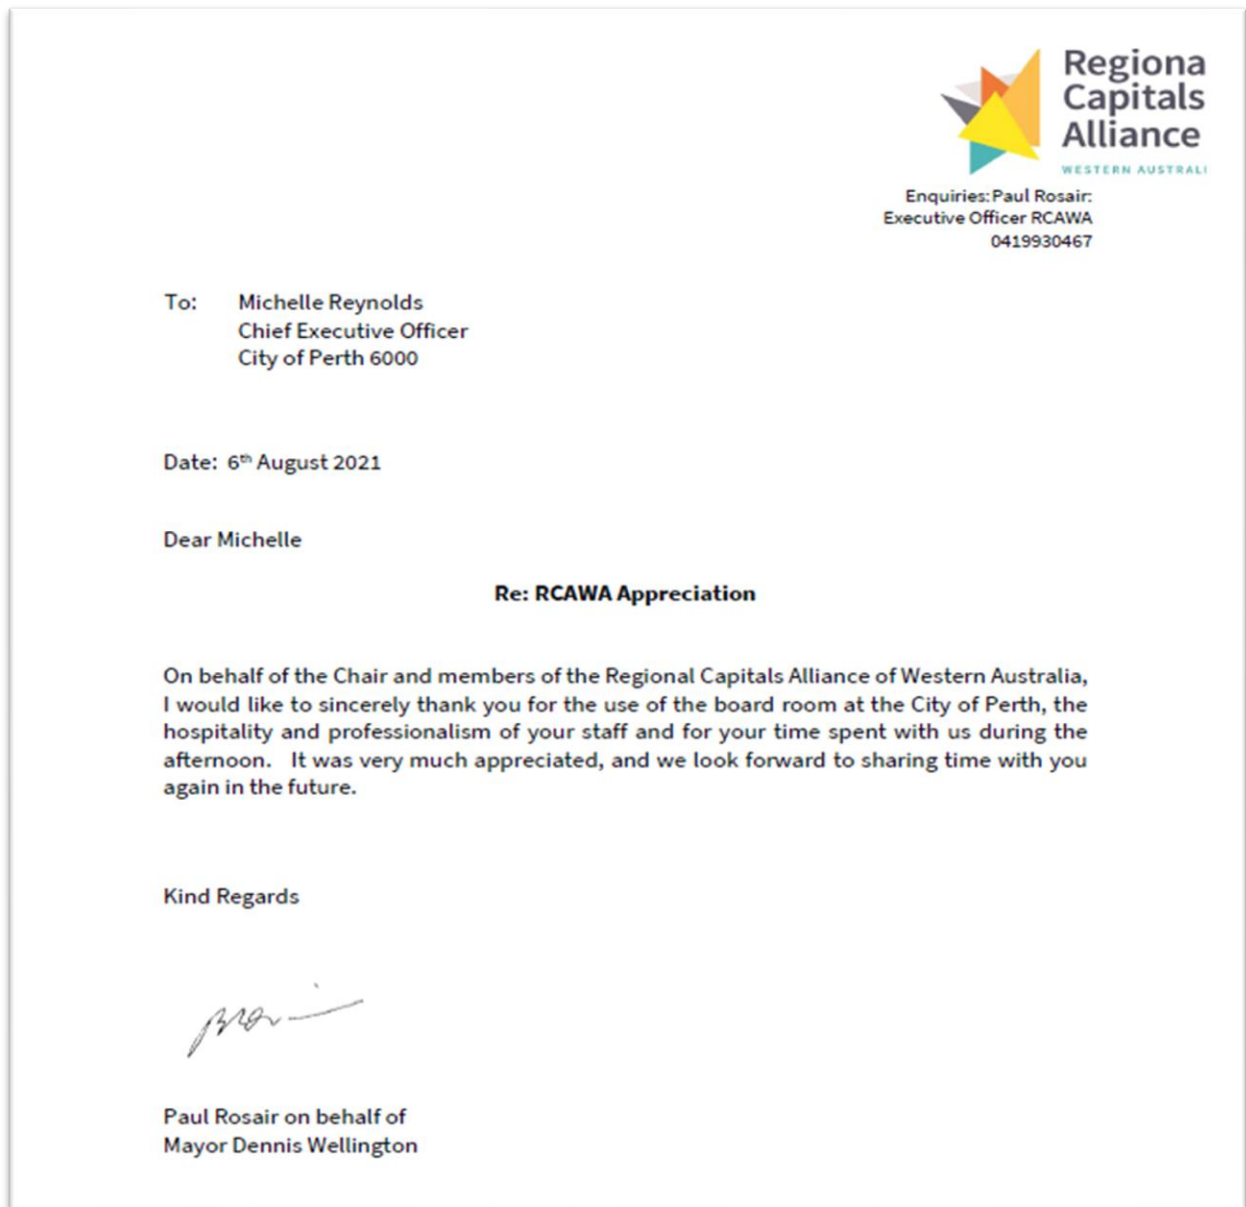 Regiona
Capitals
Alliance
WESTERN AUSTRALI
Enquiries: Paul Rosair:
Executive Officer RCAWA
0419930467
To: Michelle Reynolds
Chief Executive Officer
City of Perth 6000
Date: 6th August 2021
Dear Michelle
Re: RCAWA Appreciation
On behalf of the Chair and members of the Regional Capitals Alliance of Western Australia,
I would like to sincerely thank you for the use of the board room at the City of Perth, the
hospitality and professionalism of your staff and for your time spent with us during the
afternoon. It was very much appreciated, and we look forward to sharing time with you
again in the future.
Kind Regards
Paul Rosair on behalf of
Mayor Dennis Wellington